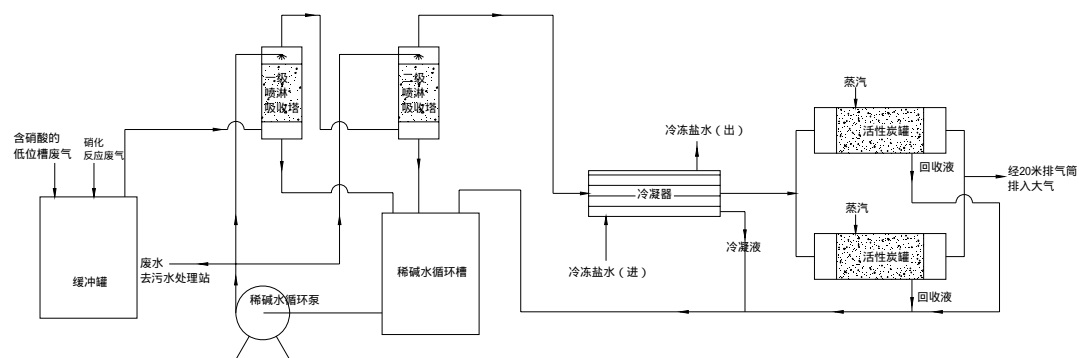 含硝酸的
低位槽废气
硝化
反应废气
缓冲罐
废水
去污水处理站
一级
喷淋
吸收塔
二级
喷淋
吸收塔
稀碱水循环泵
稀碱水循环槽
冷冻盐水（出）
冷凝器
冷冻盐水（进）
冷凝液
蒸汽
活性炭罐
回收液
经20米排气筒
排入大气
蒸汽
活性炭罐
回收液